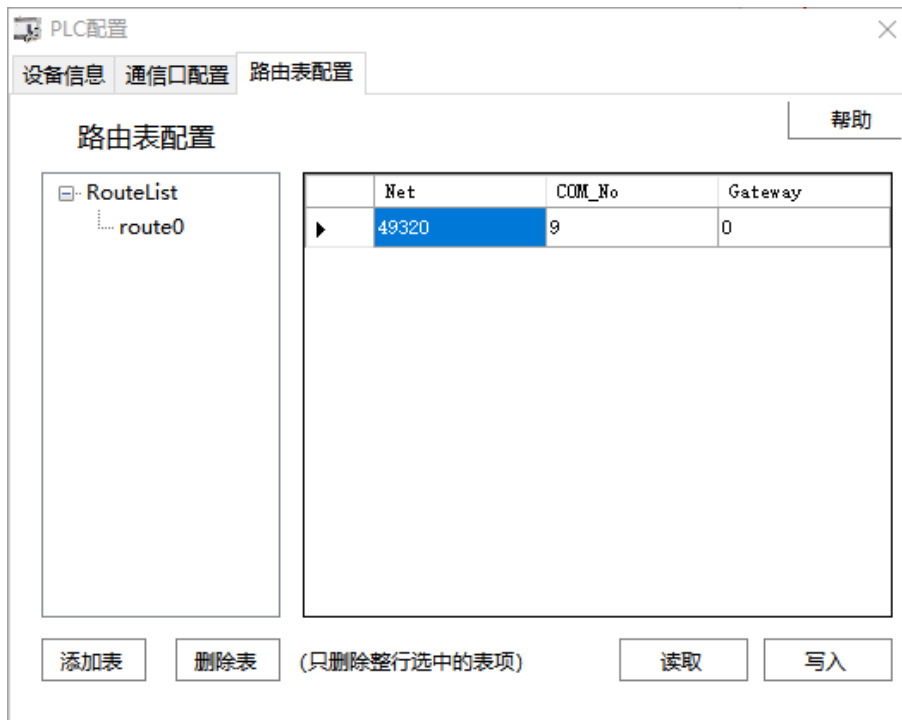 PLC配置
设备信息 通信口配置 路由表配置
帮助
路由表配置
RouteList
route0
Net COM_No Gateway
49320 9 0
添加表 删除表 (只删除整行选中的表项) 读取 写入